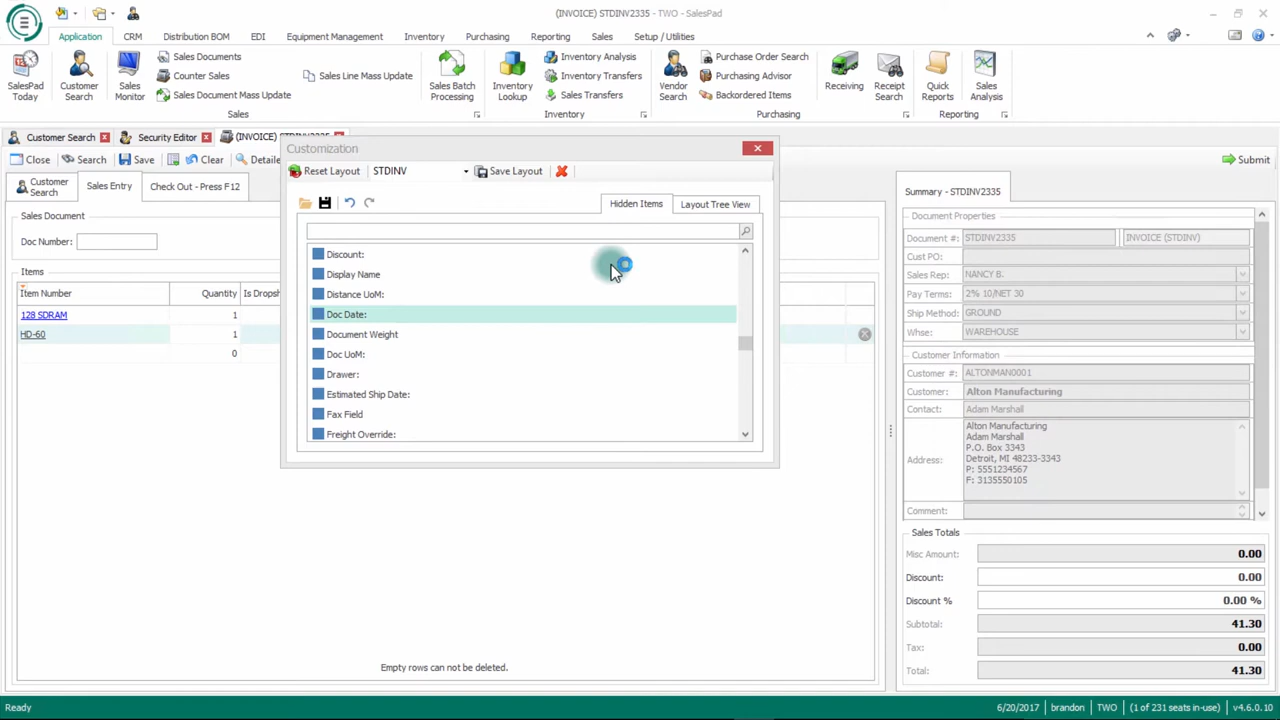 (INVOICE) STDINV2335 - TWO - SalesPad
Application CRM Distribution BOM EDI Equipment Management Inventory Purchasing Reporting Sales Setup / Utilities
SalesPad Today
Customer Search
Sales Monitor
Sales Documents
Counter Sales
Sales Document Mass Update
Sales Line Mass Update
Sales
Sales Batch Processing
Inventory Lookup
Inventory Analysis
Inventory Transfers
Sales Transfers
Inventory
Vendor Search
Purchase Order Search
Purchasing Advisor
Backordered Items
Receiving
Receipt Search
Purchasing
Quick Reports
Sales Analysis
Reporting
Customer Search Security Editor (INVOICE) STDINV2335
Close Search Save Clear Detaile
Submit
Customer Search
Sales Entry
Check Out - Press F12
Sales Document
Doc Number:
Items
Item Number Quantity Is Dropsh
128 SDRAM 1
HD-60 1
0
Empty rows can not be deleted.
Customization
Reset Layout STDINV Save Layout
Hidden Items Layout Tree View
Discount:
Display Name
Distance UoM:
Doc Date:
Document Weight
Doc UoM:
Drawer:
Estimated Ship Date:
Fax Field
Freight Override:
Summary - STDINV2335
Document Properties
Document #: STDINV2335 INVOICE (STDINV)
Cust PO:
Sales Rep: NANCY B.
Pay Terms: 2% 10/NET 30
Ship Method: GROUND
Whse: WAREHOUSE
Customer Information
Customer #: ALTONMAN0001
Customer: Alton Manufacturing
Contact: Adam Marshall
Address:
Alton Manufacturing
Adam Marshall
P.O. Box 3343
Detroit, MI 48233-3343
P: 5551234567
F: 3135550105
Comment:
Sales Totals
Misc Amount: 0.00
Discount: 0.00
Discount % 0.00 %
Subtotal: 41.30
Tax: 0.00
Total: 41.30
Ready
6/20/2017 brandon TWO (1 of 231 seats in-use) v4.6.0.10